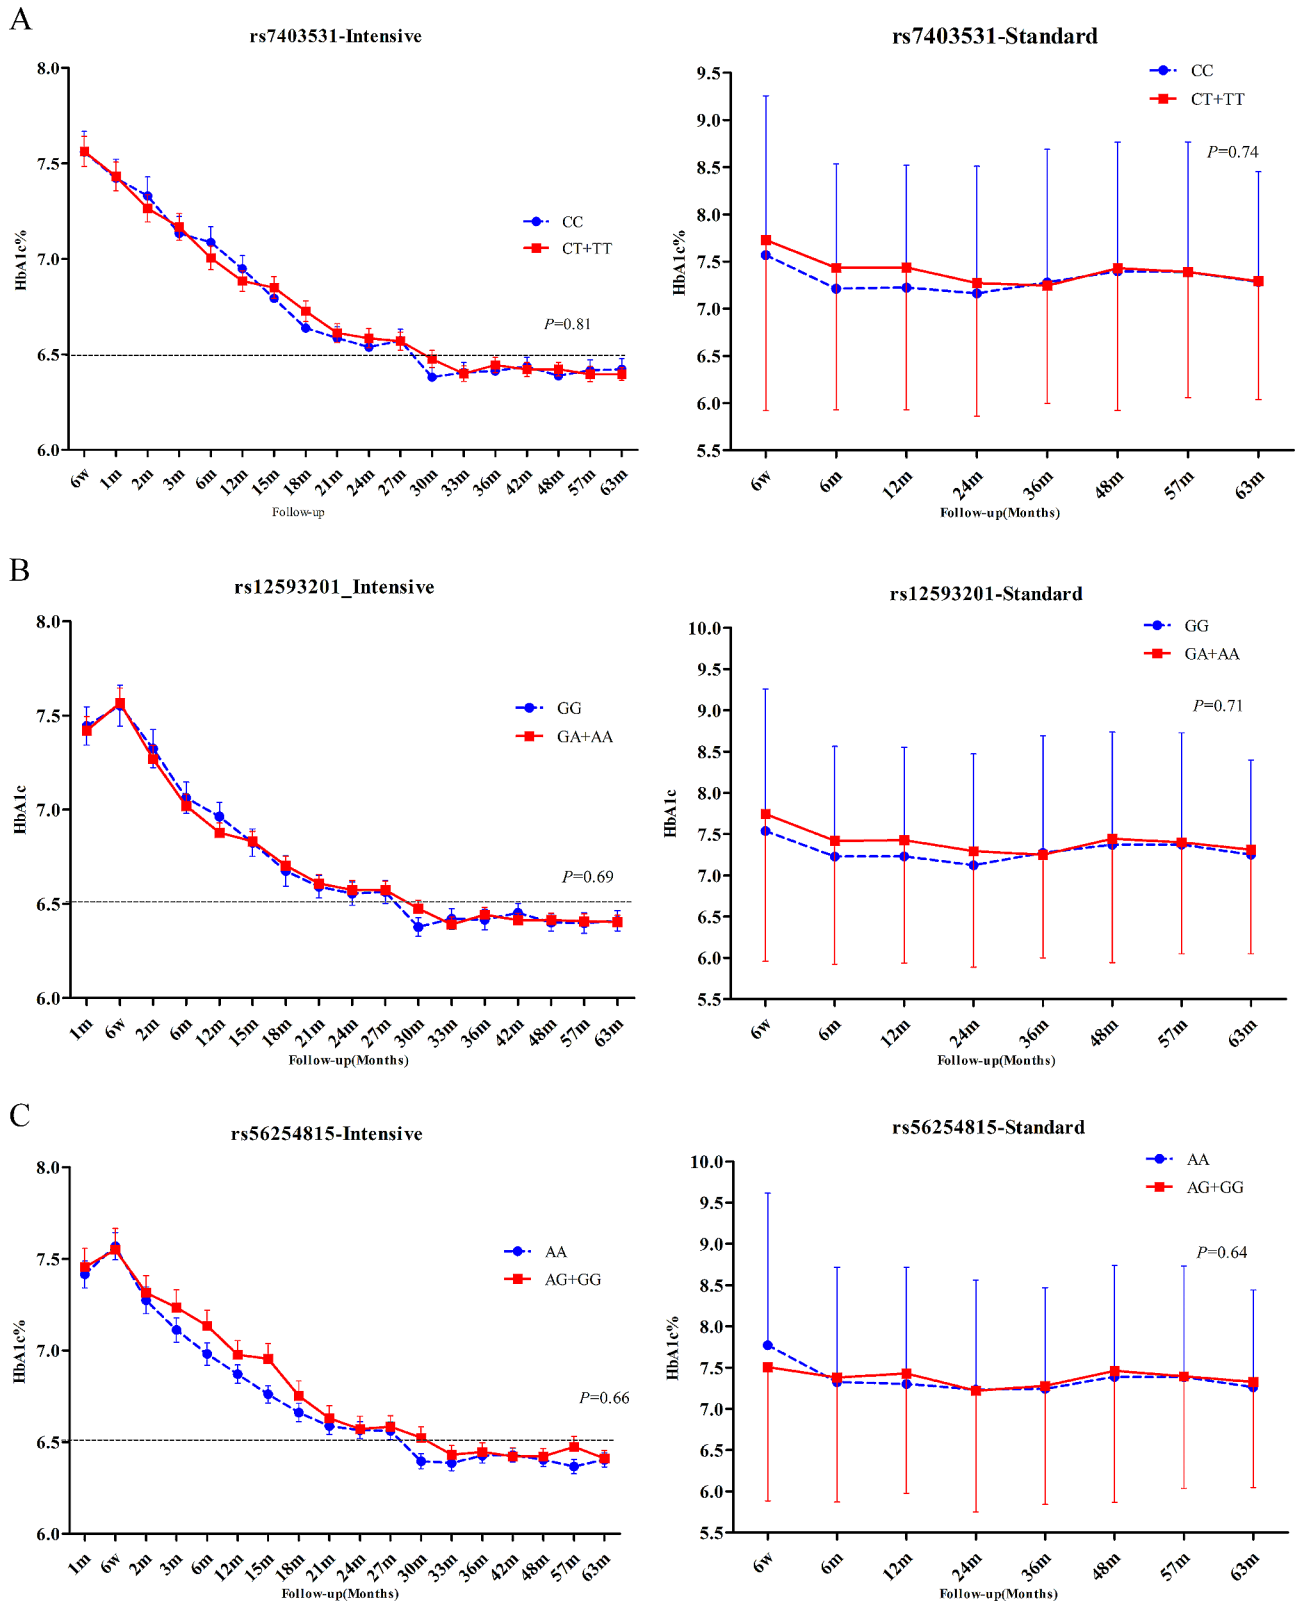 A
rs7403531-Intensive
8.0
7.5
7.0
6.5
6.0
HbA1c%
CC
CT+TT
P=0.81
6w 1m 2m 3m 6m 12m 15m 18m 21m 24m 27m 30m 33m 36m 42m 48m 57m 63m
Follow-up
rs7403531-Standard
9.5
9.0
8.5
8.0
7.5
7.0
6.5
6.0
5.5
HbA1c%
CC
CT+TT
P=0.74
6w 6m 12m 24m 36m 48m 57m 63m
Follow-up(Months)
B
rs12593201_Intensive
8.0
7.5
7.0
6.5
6.0
HbA1c
GG
GA+AA
P=0.69
1m 6w 2m 6m 12m 15m 18m 21m 24m 27m 30m 33m 36m 42m 48m 57m 63m
Follow-up(Months)
rs12593201-Standard
10.0
9.5
9.0
8.5
8.0
7.5
7.0
6.5
6.0
5.5
HbA1c
GG
GA+AA
P=0.71
6w 6m 12m 24m 36m 48m 57m 63m
Follow-up(Months)
C
rs56254815-Intensive
8.0
7.5
7.0
6.5
6.0
HbA1c%
AA
AG+GG
P=0.66
1m 6w 2m 3m 6m 12m 15m 18m 21m 24m 27m 30m 33m 36m 42m 48m 57m 63m
Follow-up(Months)
rs56254815-Standard
10.0
9.5
9.0
8.5
8.0
7.5
7.0
6.5
6.0
5.5
HbA1c%
AA
AG+GG
P=0.64
6w 6m 12m 24m 36m 48m 57m 63m
Follow-up(Months)